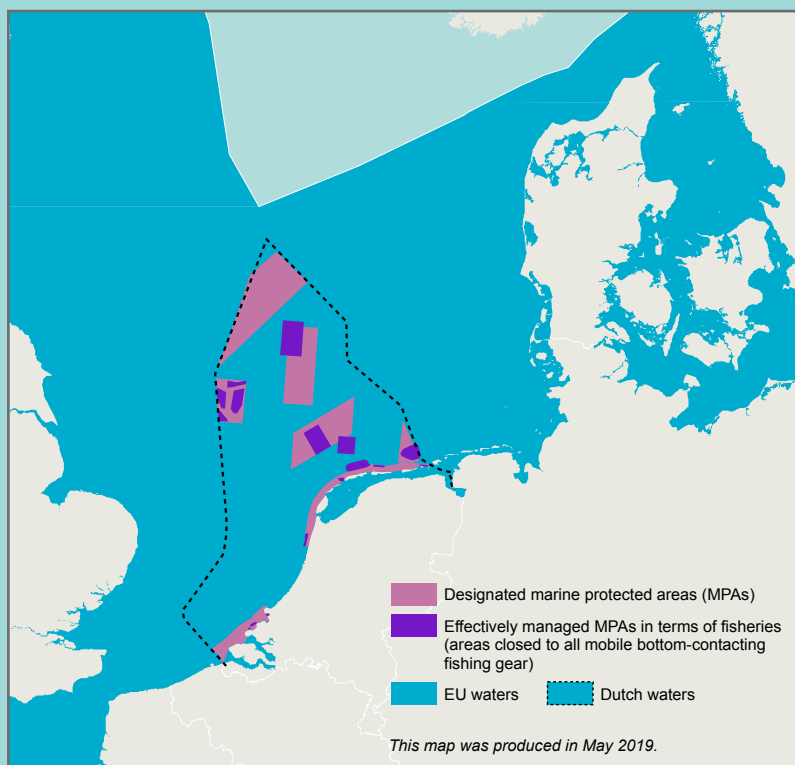 Designated marine protected areas (MPAs)
Effectively managed MPAs in terms of fisheries
(areas closed to all mobile bottom-contacting
fishing gear)
EU waters
Dutch waters
This map was produced in May 2019.